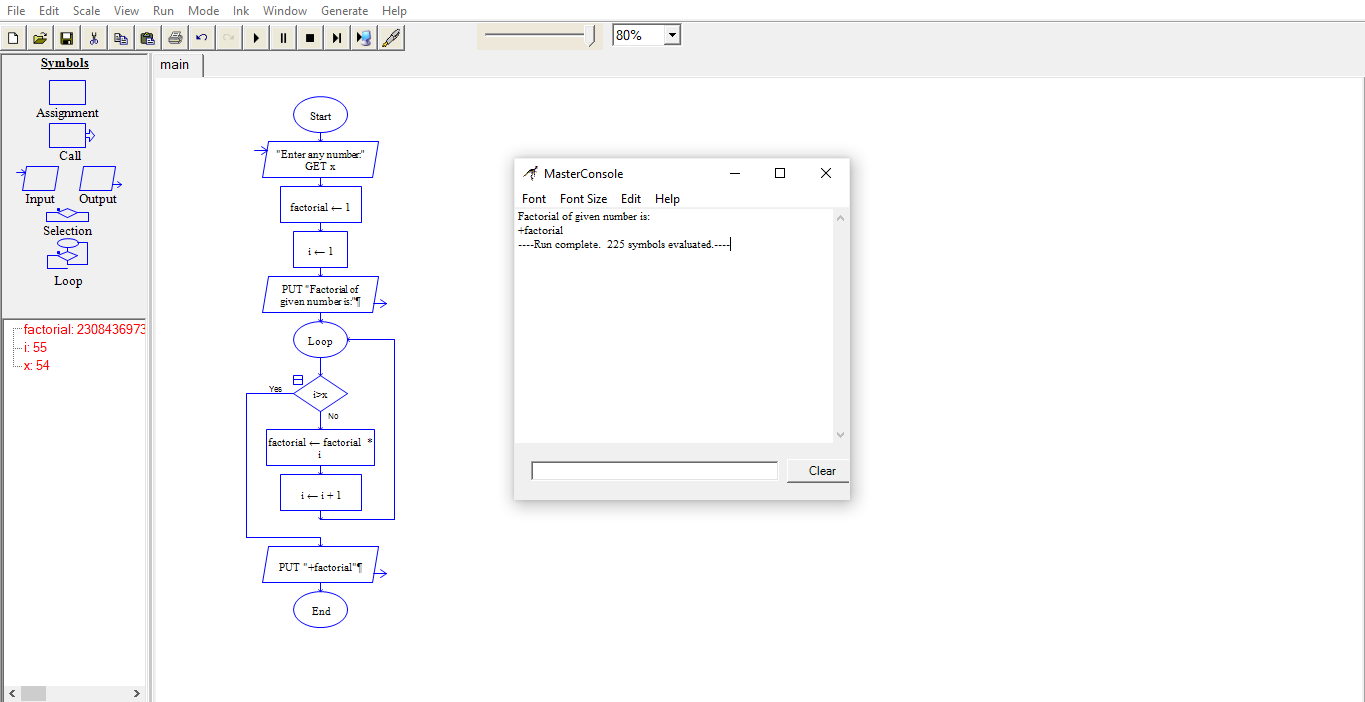 File Edit Scale View Run Mode Ink Window Generate Help
80%
Symbols
Assignment
Call
Input Output
Selection
Loop
factorial: 2308436973
i: 55
x: 54
main
Start
"Enter any number:"
GET x
factorial ← 1
i ← 1
PUT "Factorial of
given number is:"¶
Loop
Yes
i>x
No
factorial ← factorial *
i
i ← i + 1
PUT "+factorial"¶
End
MasterConsole
Font Font Size Edit Help
Factorial of given number is:
+factorial
----Run complete. 225 symbols evaluated.----
Clear